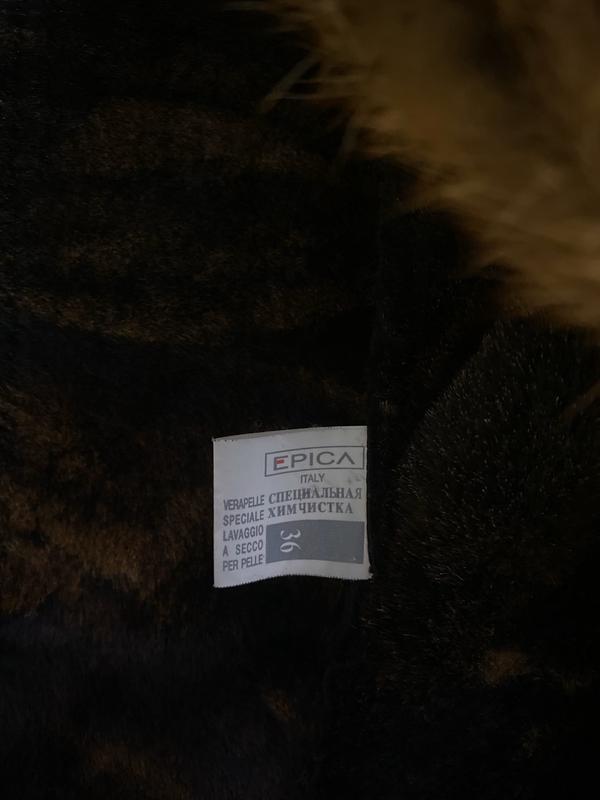 EPICA
ITALY
VERAPELLE
SPECIALE
LAVAGGIO
A SECCO
PER PELLE
СПЕЦИАЛЬНАЯ
ХИМЧИСТКА
36